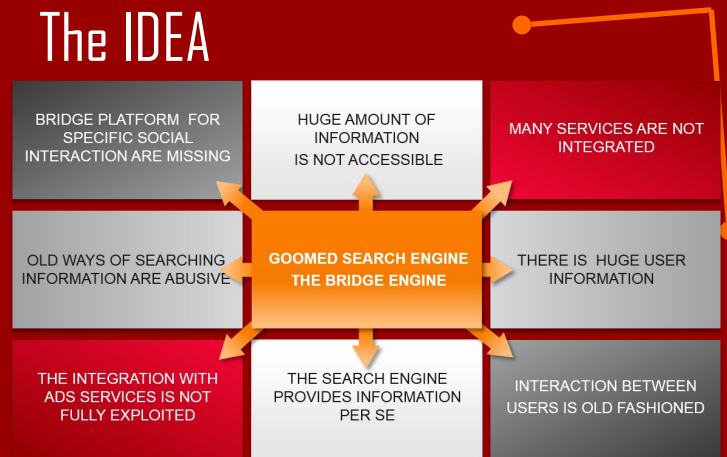 The IDEA
BRIDGE PLATFORM FOR
SPECIFIC SOCIAL
INTERACTION ARE MISSING
HUGE AMOUNT OF
INFORMATION
IS NOT ACCESSIBLE
MANY SERVICES ARE NOT
INTEGRATED
OLD WAYS OF SEARCHING
INFORMATION ARE ABUSIVE
GOOMED SEARCH ENGINE
THE BRIDGE ENGINE
THERE IS HUGE USER
INFORMATION
THE INTEGRATION WITH
ADS SERVICES IS NOT
FULLY EXPLOITED
THE SEARCH ENGINE
PROVIDES INFORMATION
PER SE
INTERACTION BETWEEN
USERS IS OLD FASHIONED